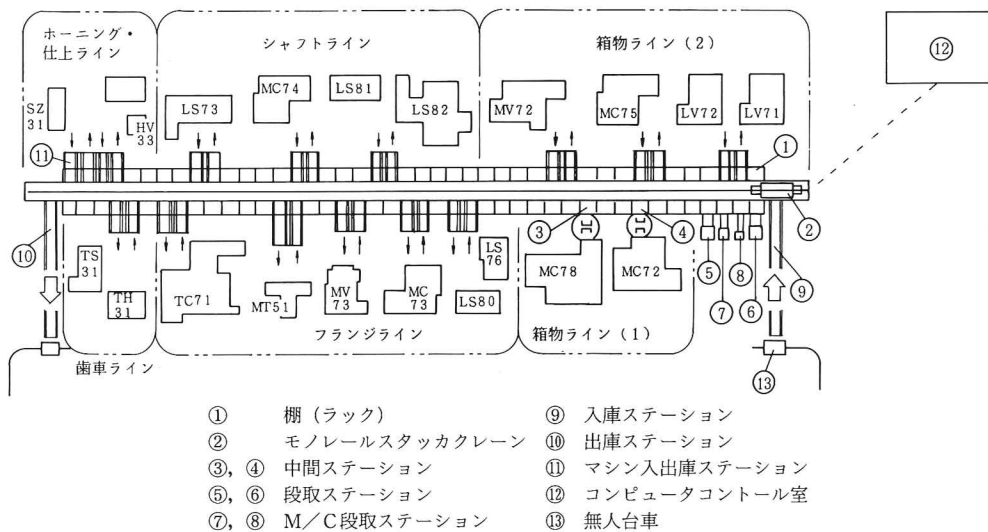 ホーニング・
仕上ライン
シャフトライン
箱物ライン（2）
⑫
SZ
31
HV
33
LS73
MC74
LS81
LS82
MV72
MC75
LV72
LV71
⑪
①
②
③
④
⑩
TS
31
TH
31
TC71
MT51
MV
73
MC
73
LS
76
LS80
MC78
MC72
⑤
⑦
⑧
⑥
⑨
フランジライン
箱物ライン（1）
歯車ライン
⑬
① 棚（ラック）
② モノレールスタッカクレーン
③，④ 中間ステーション
⑤，⑥ 段取ステーション
⑦，⑧ M／C段取ステーション
⑨ 入庫ステーション
⑩ 出庫ステーション
⑪ マシン入出庫ステーション
⑫ コンピュータコントール室
⑬ 無人台車